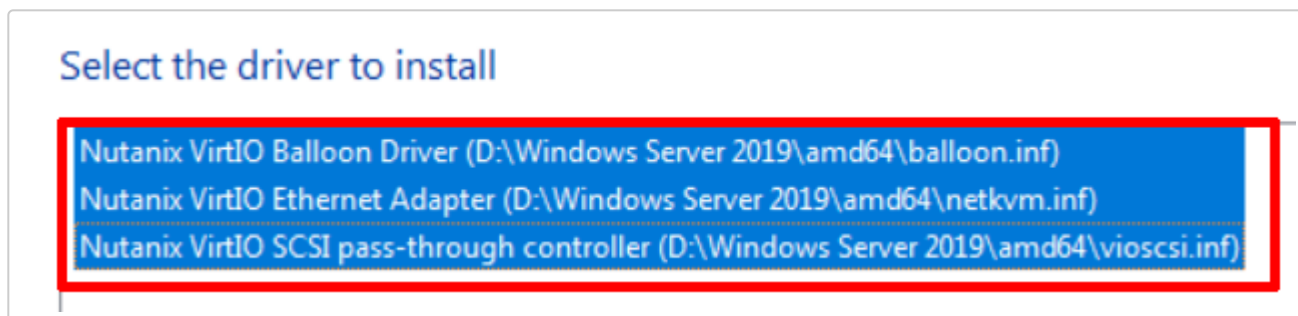 Select the driver to install
Nutanix VirtIO Balloon Driver (D:\Windows Server 2019\amd64\balloon.inf)
Nutanix VirtIO Ethernet Adapter (D:\Windows Server 2019\amd64\netkvm.inf)
Nutanix VirtIO SCSI pass-through controller (D:\Windows Server 2019\amd64\vioscsi.inf)